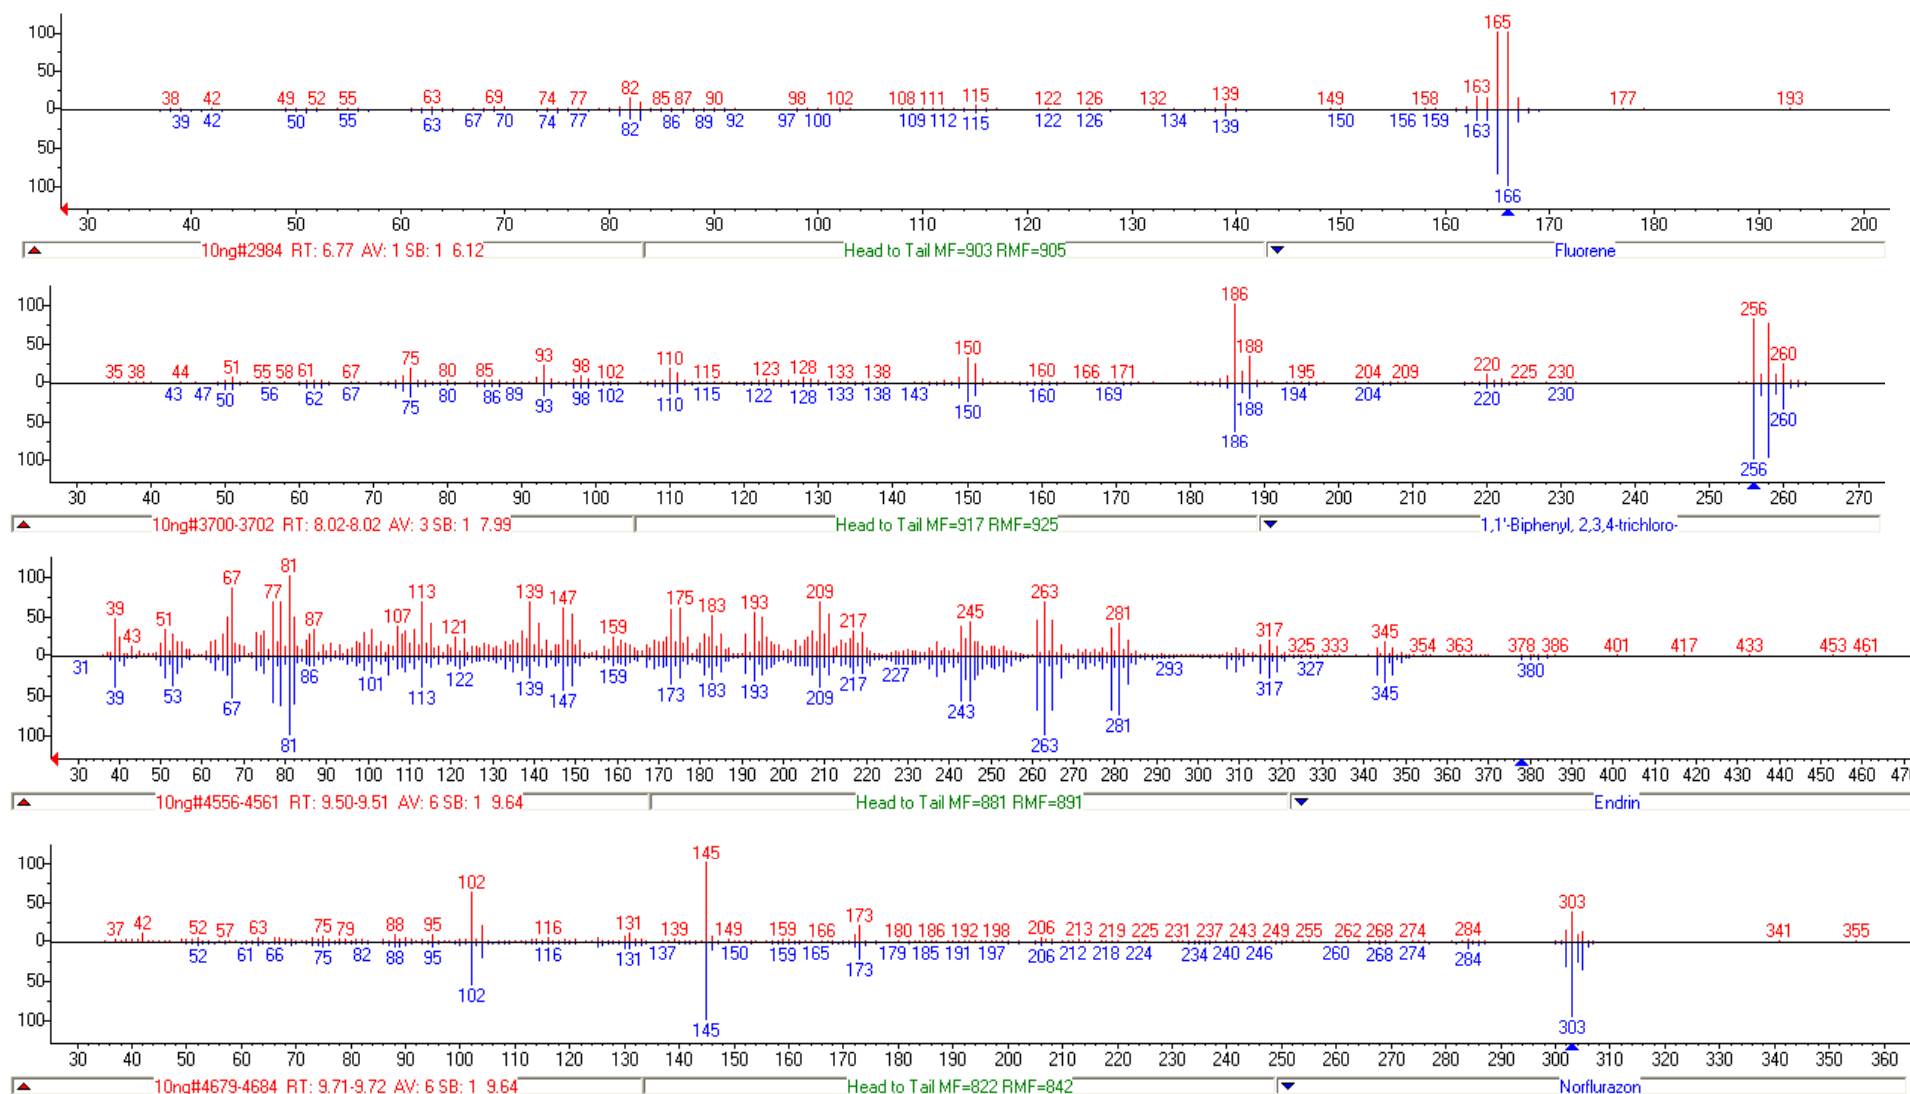 100
165
50
38 42 49 52 55 63 69 74 77 82 85 87 90 98 102 108 111 115 122 126 132 139 149 158 163 177 193
0
39 42 50 55 63 67 70 74 77 82 86 89 92 97 100 109 112 115 122 126 134 139 150 156 159 163
50
100
166
30 40 50 60 70 80 90 100 110 120 130 140 150 160 170 180 190 200
10ng#2984 RT: 6.77 AV: 1 SB: 1 6.12 Head to Tail MF=903 RMF=905 Fluorene
100
186 256
50
35 38 44 51 55 58 61 67 75 80 85 93 98 102 110 115 123 128 133 138 150 160 166 171 188 195 204 209 220 225 230 260
0
43 47 50 56 62 67 75 80 86 89 93 98 102 110 115 122 128 133 138 143 150 160 169 188 194 204 220 230 260
50
186
100
256
30 40 50 60 70 80 90 100 110 120 130 140 150 160 170 180 190 200 210 220 230 240 250 260 270
10ng#3700-3702 RT: 8.02-8.02 AV: 3 SB: 1 7.99 Head to Tail MF=917 RMF=925 1,1'-Biphenyl, 2,3,4-trichloro-
100
81
50
39 43 51 67 77 87 107 113 121 139 147 159 175 183 193 209 217 245 263 281 317 325 333 345 354 363 378 386 401 417 433 453 461
0
31 39 53 67 86 101 113 122 139 147 159 173 183 193 209 217 227 243 281 293 317 327 345 380
50
100
81 263
30 40 50 60 70 80 90 100 110 120 130 140 150 160 170 180 190 200 210 220 230 240 250 260 270 280 290 300 310 320 330 340 350 360 370 380 390 400 410 420 430 440 450 460 47
10ng#4556-4561 RT: 9.50-9.51 AV: 6 SB: 1 9.64 Head to Tail MF=881 RMF=891 Endrin
100
145
50
37 42 52 57 63 75 79 88 95 102 116 131 139 149 159 166 173 180 186 192 198 206 213 219 225 231 237 243 249 255 262 268 274 284 303 341 355
0
52 61 66 75 82 88 95 102 116 131 137 150 159 165 173 179 185 191 197 206 212 218 224 234 240 246 260 268 274 284
50
100
145 303
30 40 50 60 70 80 90 100 110 120 130 140 150 160 170 180 190 200 210 220 230 240 250 260 270 280 290 300 310 320 330 340 350 360
10ng#4679-4684 RT: 9.71-9.72 AV: 6 SB: 1 9.64 Head to Tail MF=822 RMF=842 Norflurazon